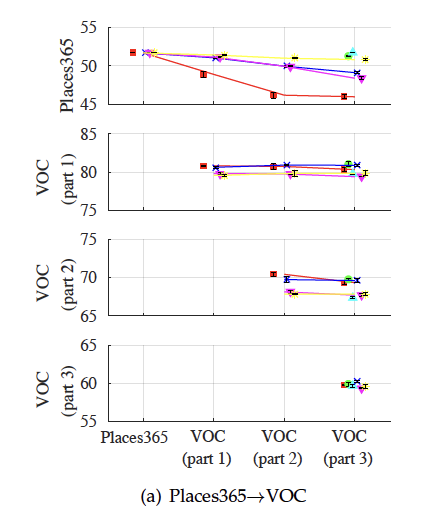 55
50
45
Places365
85
80
75
VOC
(part 1)
75
70
65
VOC
(part 2)
65
60
55
VOC
(part 3)
Places365 VOC VOC VOC
(part 1) (part 2) (part 3)
(a) Places365→VOC